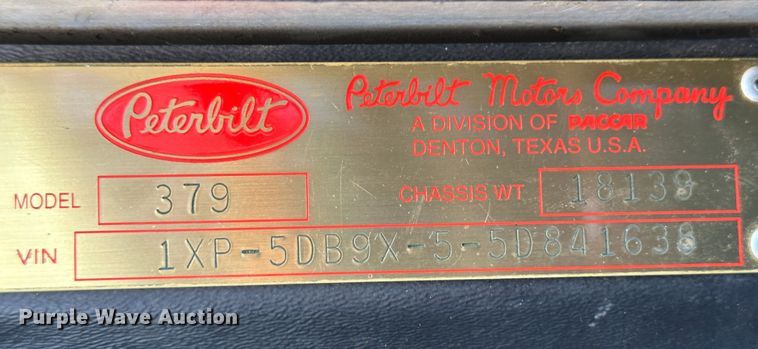 Peterbilt
Peterbilt Motors Company
A DIVISION OF PACCAR
DENTON, TEXAS U.S.A.
MODEL 379
CHASSIS WT 18139
VIN 1XP-5DB9X-5-5D841638
Purple Wave Auction